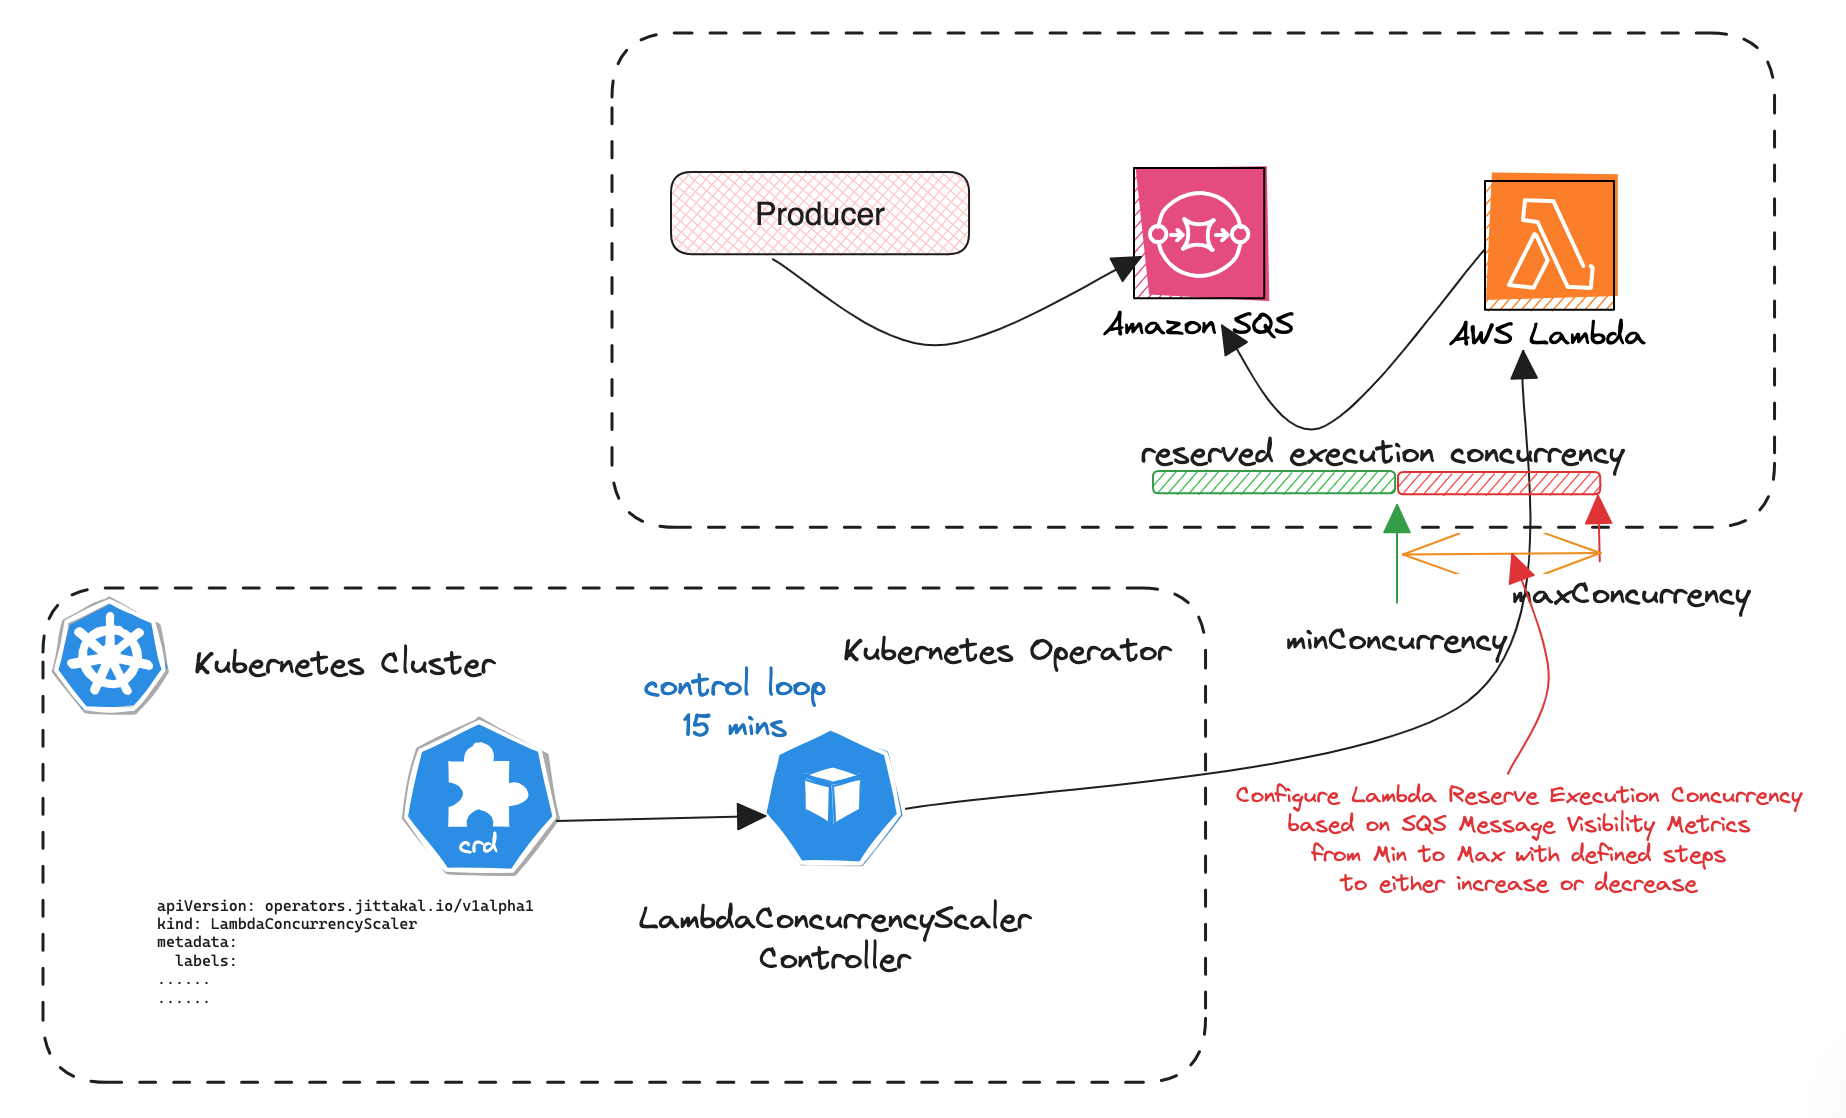 Producer
Amazon SQS
AWS Lambda
reserved execution concurrency
maxConcurrency
minConcurrency
Kubernetes Cluster
Kubernetes Operator
control loop
15 mins
crd
Configure Lambda Reserve Execution Concurrency
based on SQS Message Visibility Metrics
from Min to Max with defined steps
to either increase or decrease
LambdaConcurrencyScaler
Controller
apiVersion: operators.jittakal.io/v1alpha1
kind: LambdaConcurrencyScaler
metadata:
  labels:
......
......